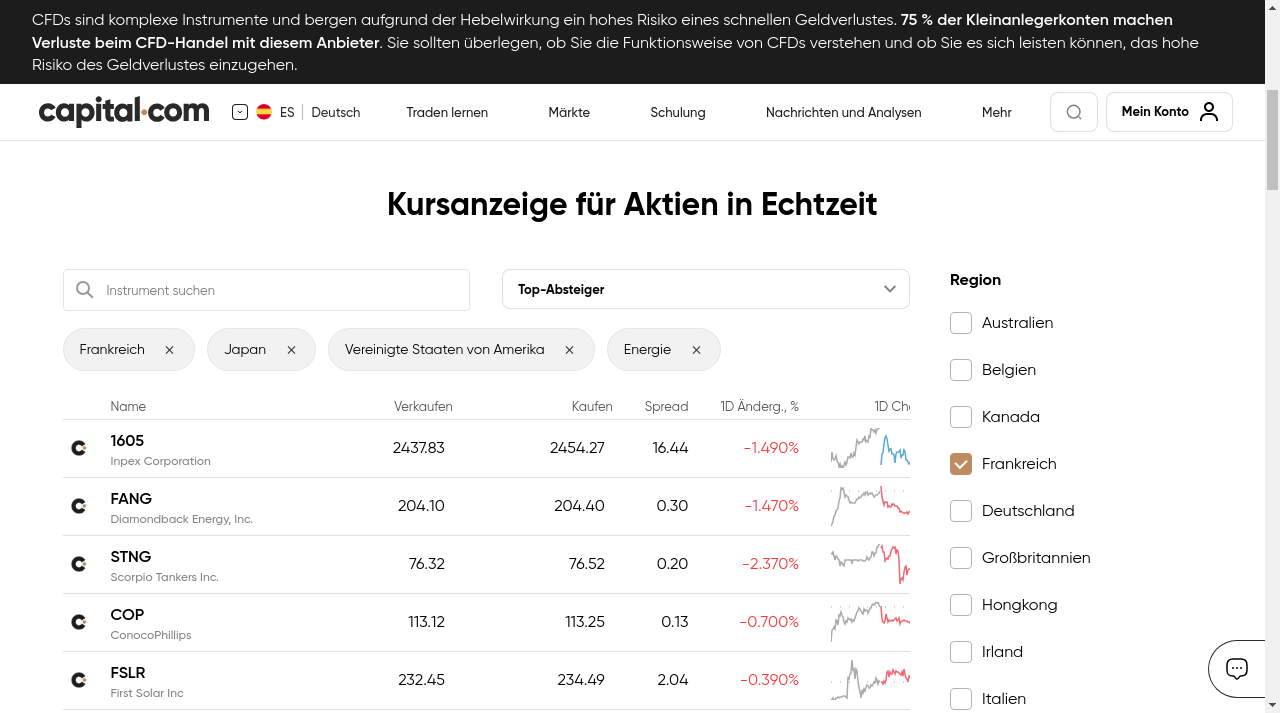 CFDs sind komplexe Instrumente und bergen aufgrund der Hebelwirkung ein hohes Risiko eines schnellen Geldverlustes. 75 % der Kleinanlegerkonten machen
Verluste beim CFD-Handel mit diesem Anbieter. Sie sollten überlegen, ob Sie die Funktionsweise von CFDs verstehen und ob Sie es sich leisten können, das hohe
Risiko des Geldverlustes einzugehen.
capital.com ES Deutsch Traden lernen Märkte Schulung Nachrichten und Analysen Mehr Mein Konto
Kursanzeige für Aktien in Echtzeit
Instrument suchen Top-Absteiger
Frankreich Japan Vereinigte Staaten von Amerika Energie
Name Verkaufen Kaufen Spread 1D Änderg., %
1605 2437.83 2454.27 16.44 -1.490%
Inpex Corporation
FANG 204.10 204.40 0.30 -1.470%
Diamondback Energy, Inc.
STNG 76.32 76.52 0.20 -2.370%
Scorpio Tankers Inc.
COP 113.12 113.25 0.13 -0.700%
ConocoPhillips
FSLR 232.45 234.49 2.04 -0.390%
First Solar Inc
Region
Australien
Belgien
Kanada
Frankreich
Deutschland
Großbritannien
Hongkong
Irland
Italien